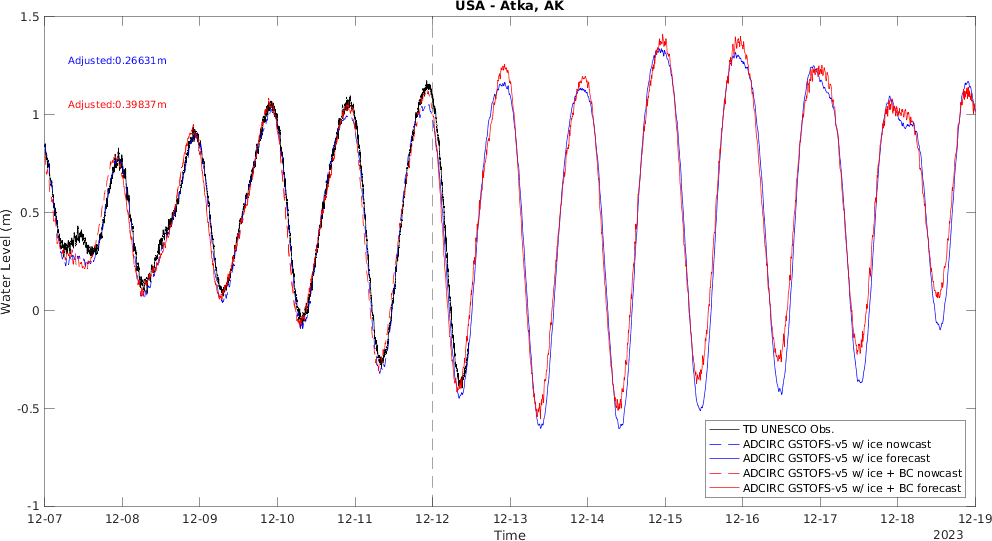 USA - Atka, AK
Adjusted:0.26631m
Adjusted:0.39837m
Water Level (m)
1.5
1
0.5
0
-0.5
-1
TD UNESCO Obs.
ADCIRC GSTOFS-v5 w/ ice nowcast
ADCIRC GSTOFS-v5 w/ ice forecast
ADCIRC GSTOFS-v5 w/ ice + BC nowcast
ADCIRC GSTOFS-v5 w/ ice + BC forecast
12-07 12-08 12-09 12-10 12-11 12-12 12-13 12-14 12-15 12-16 12-17 12-18 12-19
Time
2023